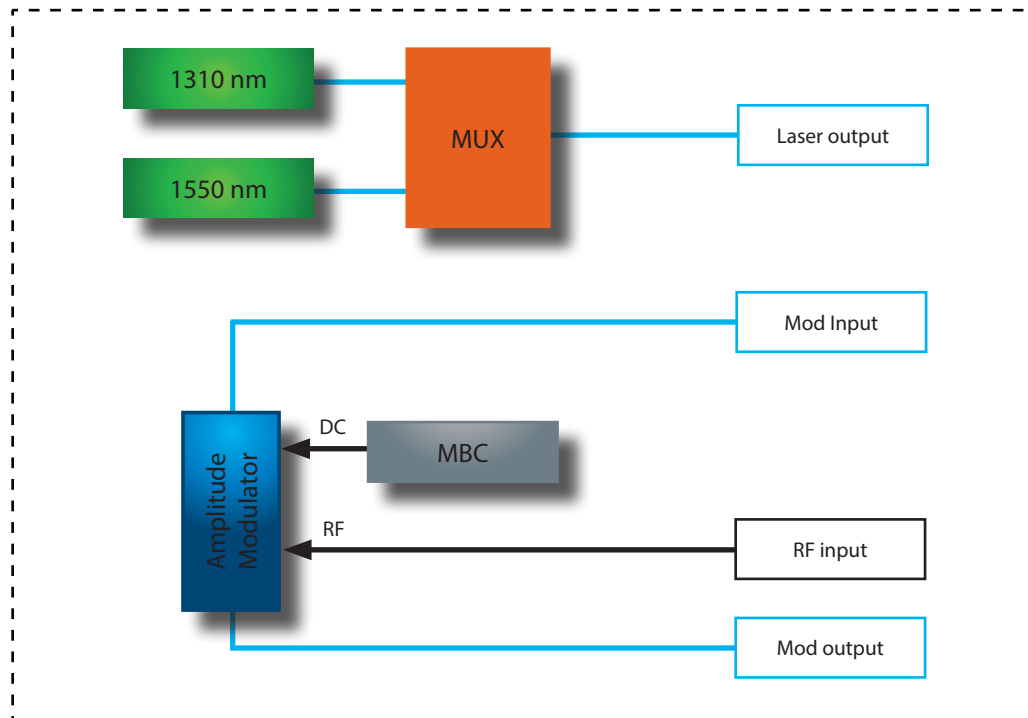 1310 nm
MUX
Laser output
1550 nm
Mod Input
DC
MBC
Amplitude
Modulator
RF
RF input
Mod output